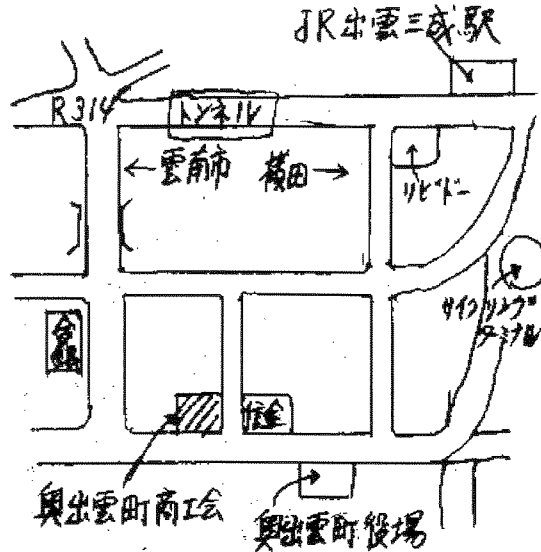 JR出雲三成駅
R314
トンネル
←雲南市 横田→
リビドー
サイクリング
ターミナル
合銀
信金
奥出雲町商工会
奥出雲町役場